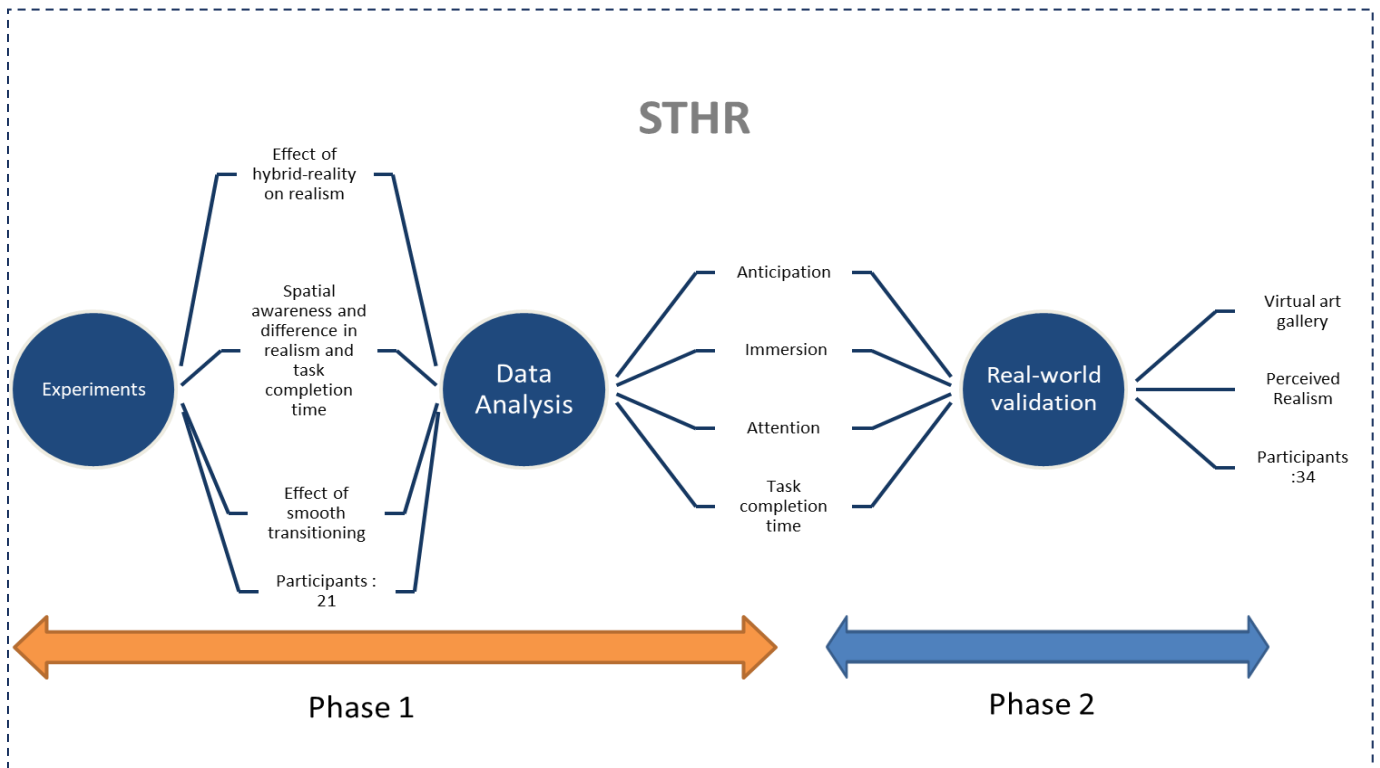 STHR
Effect of
hybrid-reality
on realism
Spatial
awareness and
difference in
realism and
task
completion
time
Effect of
smooth
transitioning
Participants :
21
Experiments
Data
Analysis
Anticipation
Immersion
Attention
Task
completion
time
Real-world
validation
Virtual art
gallery
Perceived
Realism
Participants
:34
Phase 1
Phase 2